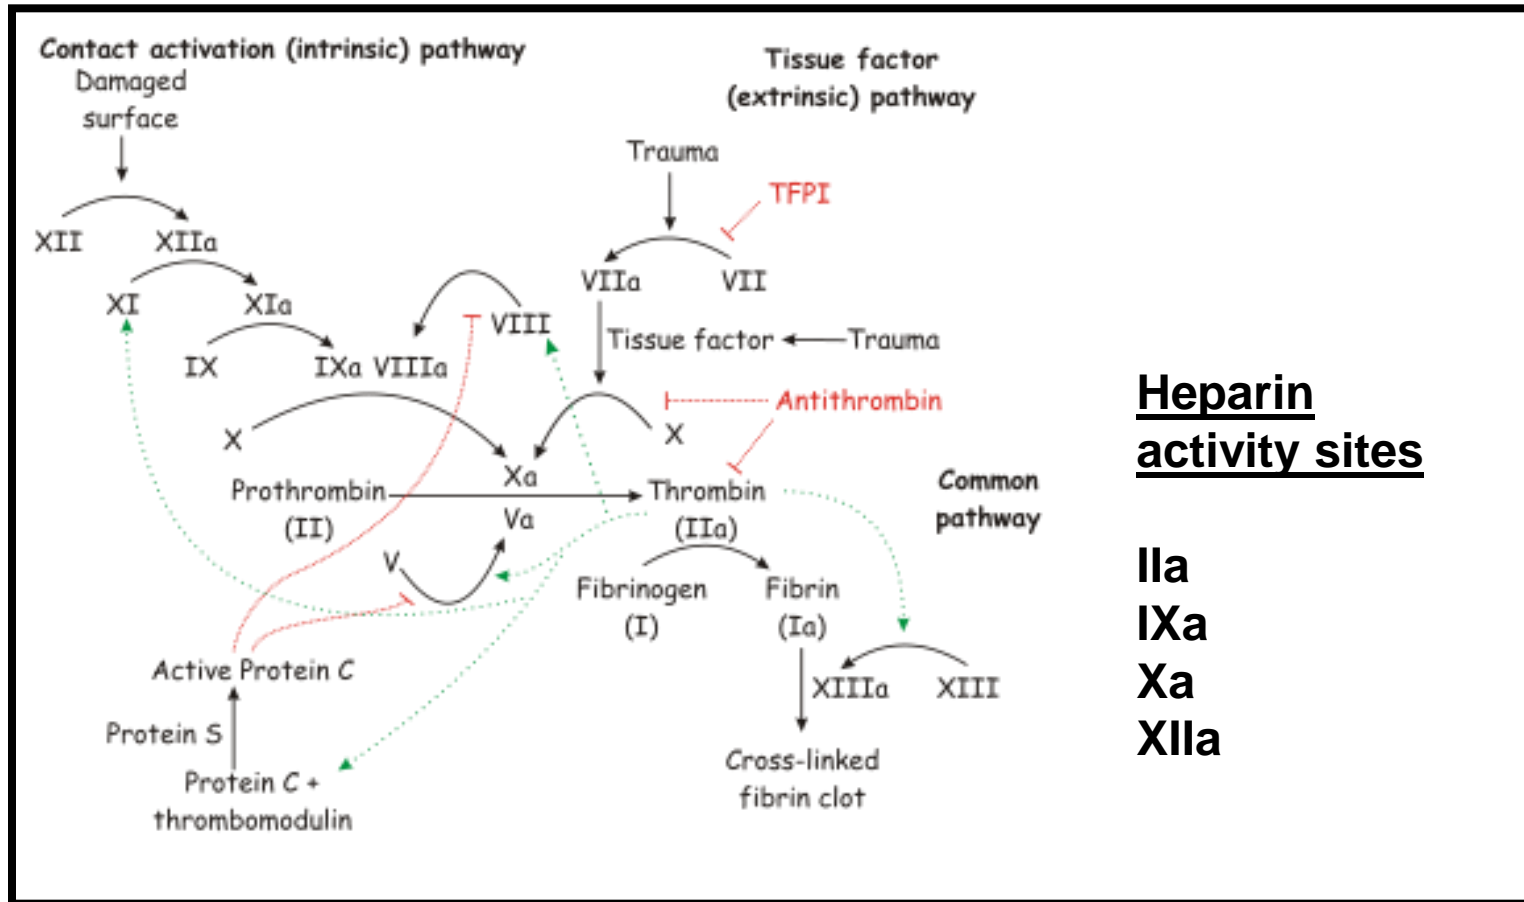 Contact activation (intrinsic) pathway
Damaged
surface
Tissue factor
(extrinsic) pathway
Trauma
TFPI
XII
XIIa
VIIa
VII
XI
XIa
VIII
Tissue factor
Trauma
IX
IXa
VIIIa
Antithrombin
X
X
Xa
Prothrombin
(II)
Va
Thrombin
(IIa)
Common
pathway
V
Fibrinogen
(I)
Fibrin
(Ia)
Active Protein C
XIIIa
XIII
Protein S
Protein C +
thrombomodulin
Cross-linked
fibrin clot
Heparin
activity sites
IIa
IXa
Xa
XIIa